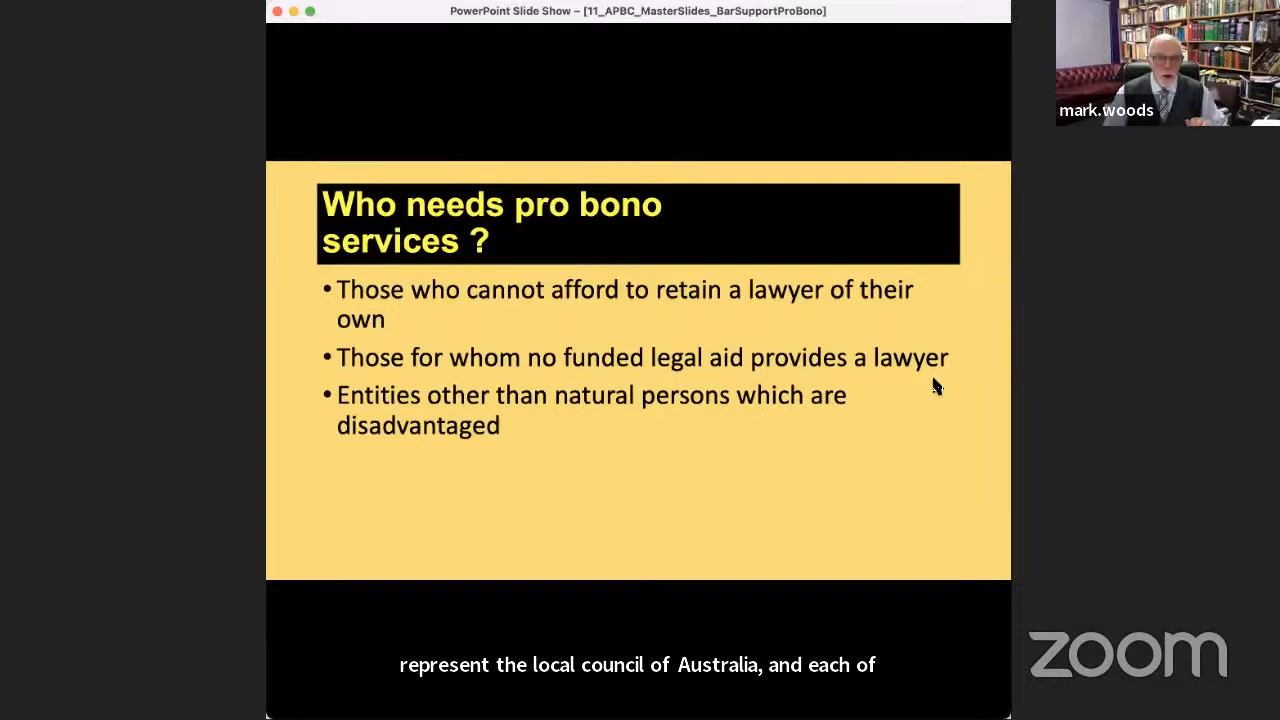 PowerPoint Slide Show – [11_APBC_MasterSlides_BarSupportProBono]
mark.woods
Who needs pro bono
services ?
• Those who cannot afford to retain a lawyer of their
own
• Those for whom no funded legal aid provides a lawyer
• Entities other than natural persons which are
disadvantaged
represent the local council of Australia, and each of
zoom